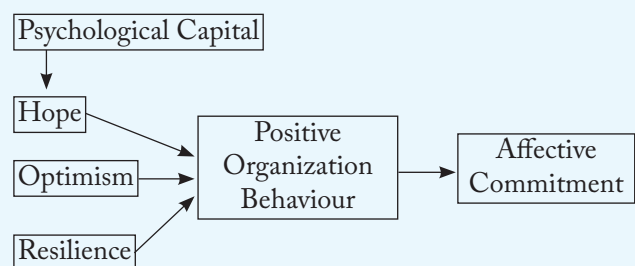 Psychological Capital
Hope
Optimism
Resilience
Positive
Organization
Behaviour
Affective
Commitment